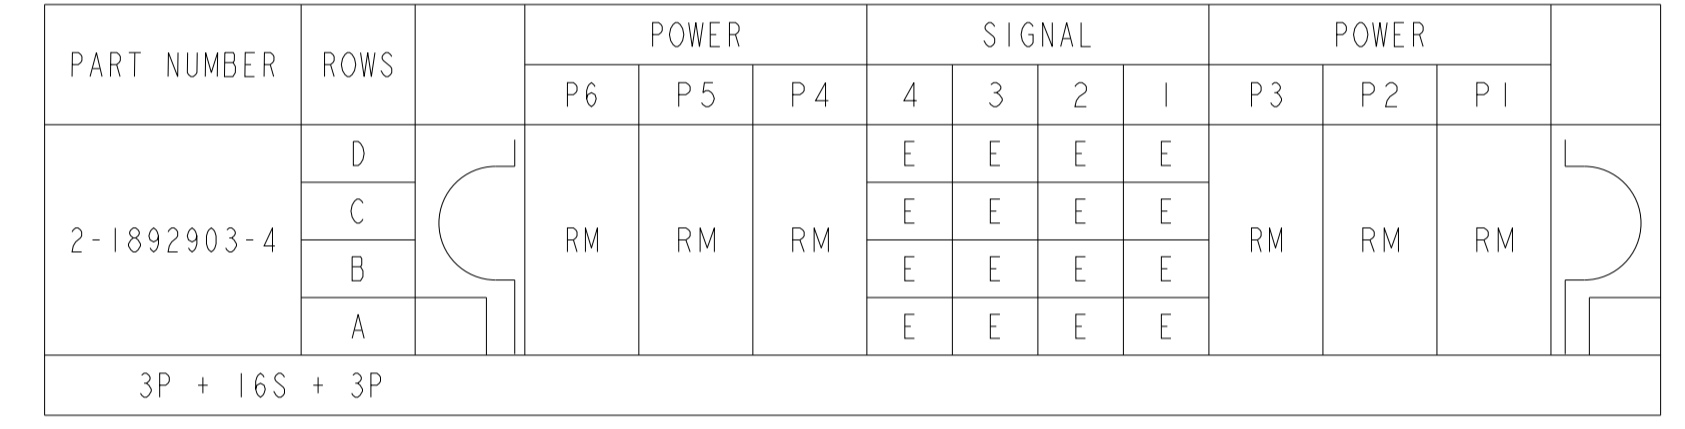 PART NUMBER ROWS POWER SIGNAL POWER
P6 P5 P4 4 3 2 1 P3 P2 P1
D E E E E
C E E E E
2-1892903-4 RM RM RM RM RM RM
B E E E E
A E E E E
3P + 16S + 3P